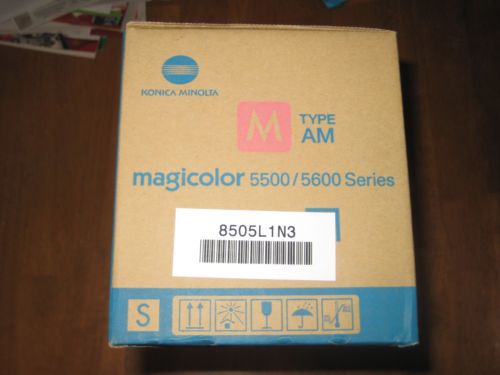 KONICA MINOLTA
M
TYPE
AM
magicolor 5500/5600 Series
8505L1N3
S